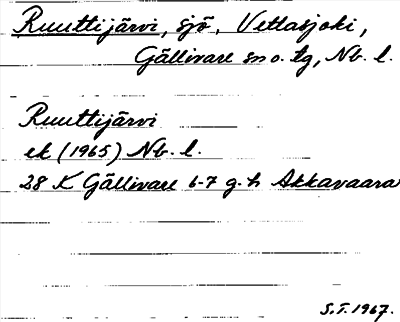 Ruuttijärvi, sjö, Vettasjoki,
Gällivare sn o. tg, Nb. l.
Ruuttijärvi
ek (1965) Nb. l.
28 K Gällivare 6-7 g-h Akkavaara
S.T. 1967.